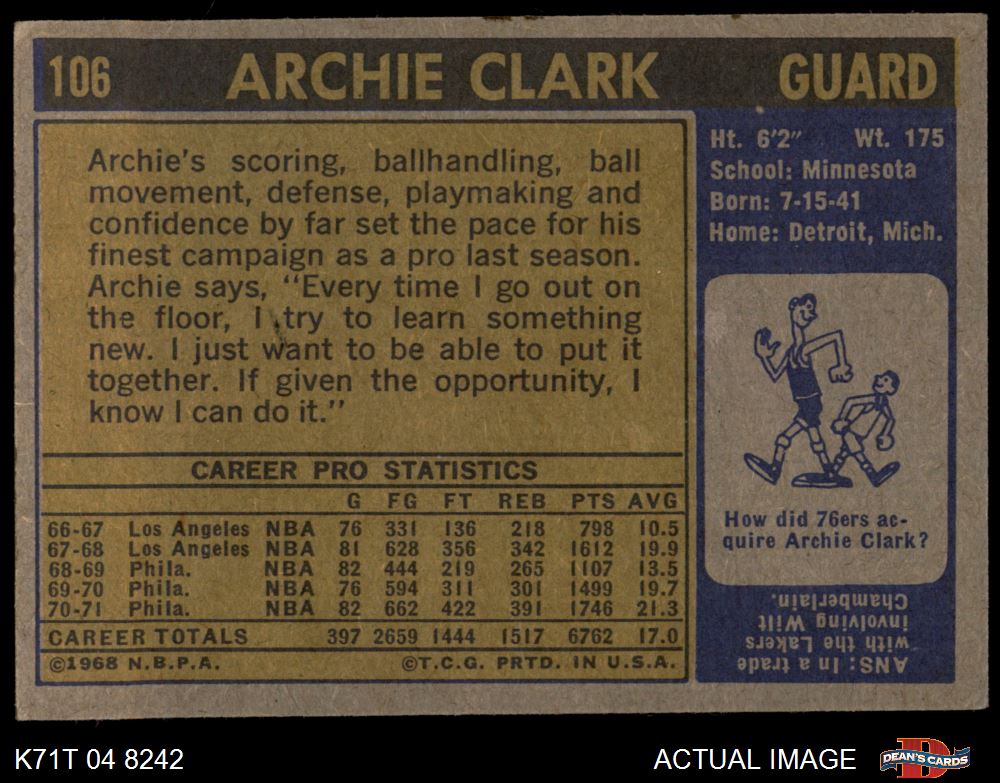 106 ARCHIE CLARK GUARD
Archie's scoring, ballhandling, ball
movement, defense, playmaking and
confidence by far set the pace for his
finest campaign as a pro last season.
Archie says, "Every time I go out on
the floor, I try to learn something
new. I just want to be able to put it
together. If given the opportunity, I
know I can do it."
CAREER PRO STATISTICS
G FG FT REB PTS AVG
66-67 Los Angeles NBA 76 331 136 218 798 10.5
67-68 Los Angeles NBA 81 628 356 342 1612 19.9
68-69 Phila. NBA 82 444 219 265 1107 13.5
69-70 Phila. NBA 76 594 311 301 1499 19.7
70-71 Phila. NBA 82 662 422 391 1746 21.3
CAREER TOTALS 397 2659 1444 1517 6762 17.0
©1968 N.B.P.A. ©T.C.G. PRTD. IN U.S.A.
Ht. 6'2" Wt. 175
School: Minnesota
Born: 7-15-41
Home: Detroit, Mich.
How did 76ers ac-
quire Archie Clark?
ANS: In a trade
with the Lakers
involving Wilt
Chamberlain.
K71T 04 8242 ACTUAL IMAGE DEAN'S CARDS